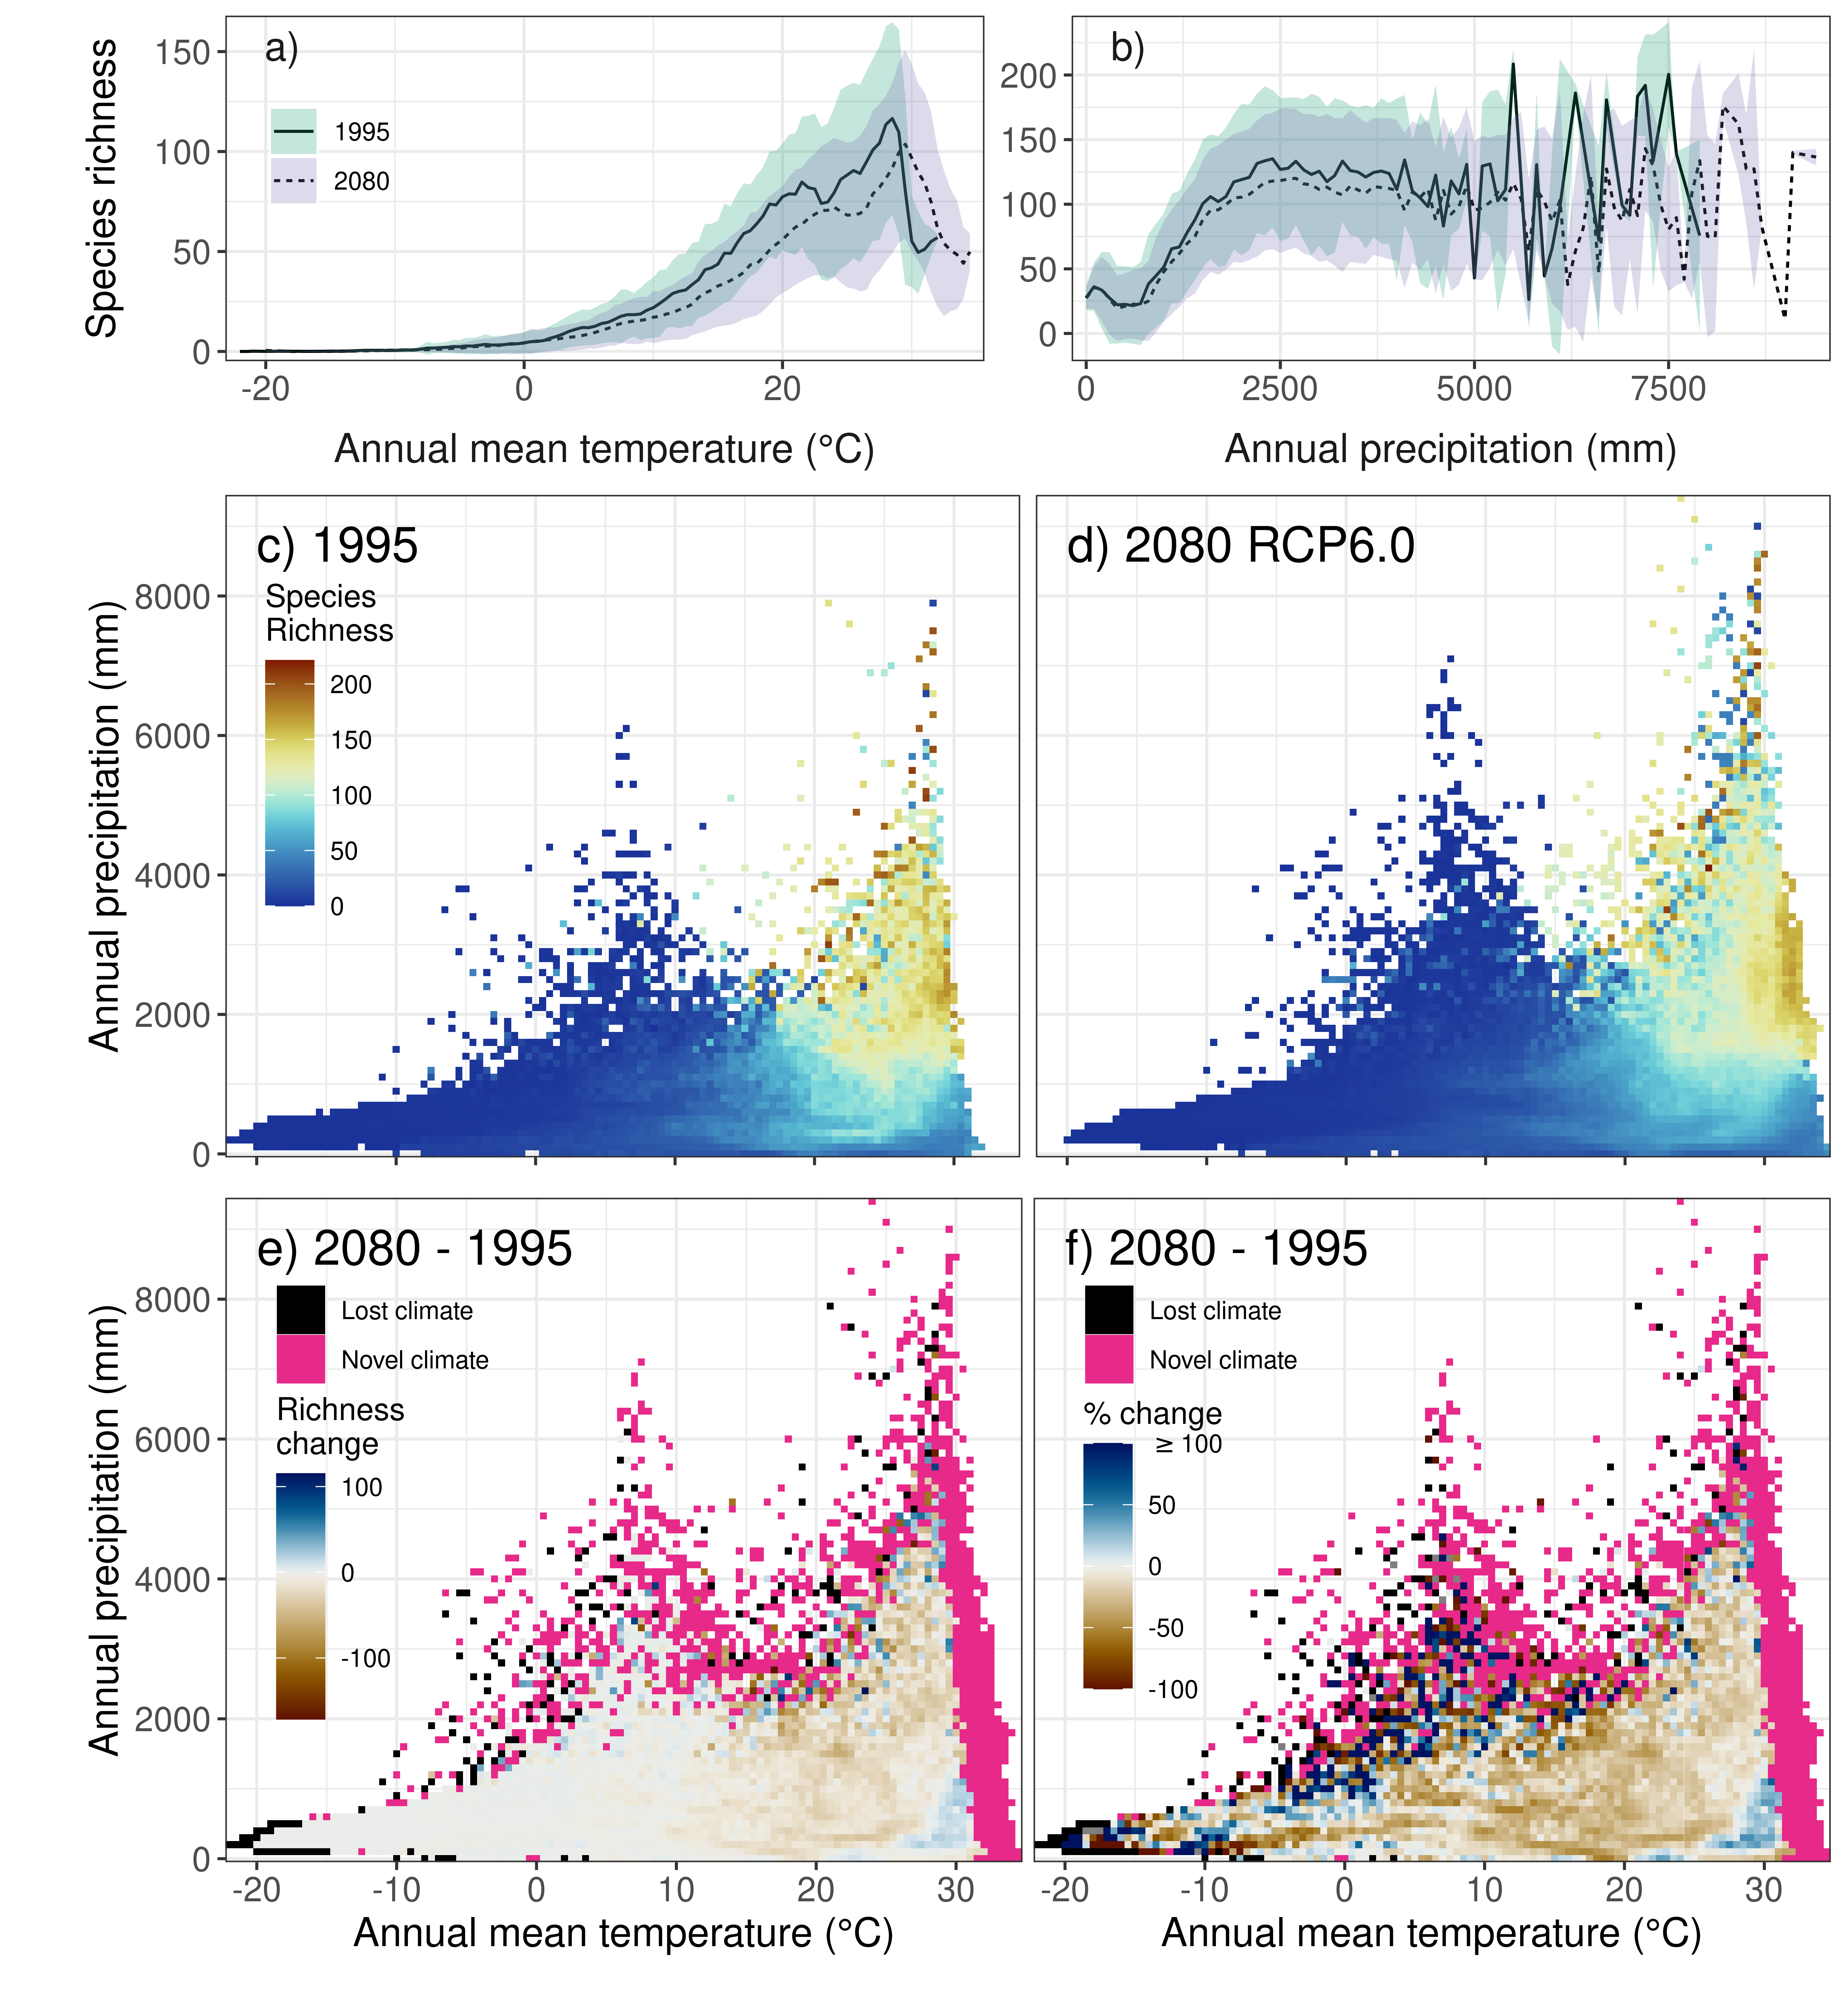 a)
Species richness
150
100
50
0
1995
2080
-20
0
20
Annual mean temperature (°C)
b)
200
150
100
50
0
0
2500
5000
7500
Annual precipitation (mm)
c) 1995
Species
Richness
200
150
100
50
0
Annual precipitation (mm)
8000
6000
4000
2000
0
d) 2080 RCP6.0
e) 2080 - 1995
Lost climate
Novel climate
Richness
change
100
0
-100
Annual precipitation (mm)
8000
6000
4000
2000
0
-20
-10
0
10
20
30
Annual mean temperature (°C)
f) 2080 - 1995
Lost climate
Novel climate
% change
≥ 100
50
0
-50
-100
-20
-10
0
10
20
30
Annual mean temperature (°C)